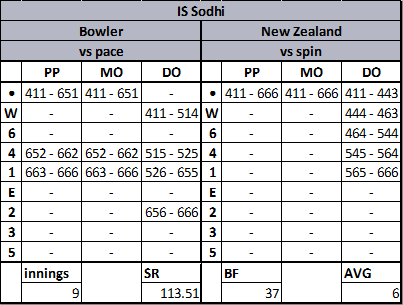 IS Sodhi
Bowler New Zealand
vs pace vs spin
PP MO DO PP MO DO
• 411 - 651 411 - 651 - • 411 - 666 411 - 666 411 - 443
W - - 411 - 514 W - - 444 - 463
6 - - - 6 - - 464 - 544
4 652 - 662 652 - 662 515 - 525 4 - - 545 - 564
1 663 - 666 663 - 666 526 - 655 1 - - 565 - 666
E - - - E - - -
2 - - 656 - 666 2 - - -
3 - - - 3 - - -
5 - - - 5 - - -
innings SR BF AVG
9 113.51 37 6